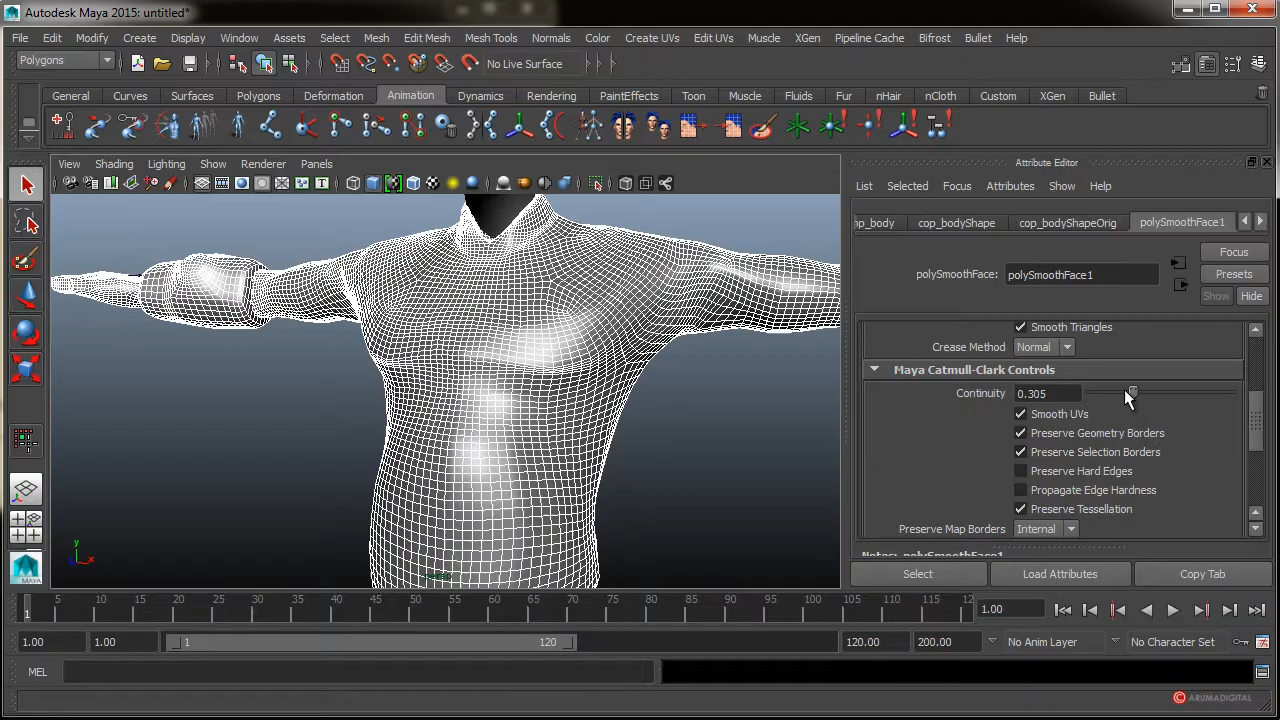 Autodesk Maya 2015: untitled*
File Edit Modify Create Display Window Assets Select Mesh Edit Mesh Mesh Tools Normals Color Create UVs Edit UVs Muscle XGen Pipeline Cache Bifrost Bullet Help
Polygons No Live Surface
General Curves Surfaces Polygons Deformation Animation Dynamics Rendering PaintEffects Toon Muscle Fluids Fur nHair nCloth Custom XGen Bullet
View Shading Lighting Show Renderer Panels
Attribute Editor
List Selected Focus Attributes Show Help
op_body cop_bodyShape cop_bodyShapeOrig polySmoothFace1
Focus
polySmoothFace: polySmoothFace1 Presets
Show Hide
Smooth Triangles
Crease Method Normal
Maya Catmull-Clark Controls
Continuity 0.305
Smooth UVs
Preserve Geometry Borders
Preserve Selection Borders
Preserve Hard Edges
Propagate Edge Hardness
Preserve Tessellation
Preserve Map Borders Internal
Notes: polySmoothFace1
Select Load Attributes Copy Tab
y
x
MAYA
1 5 10 15 20 25 30 35 40 45 50 55 60 65 70 75 80 85 90 95 100 105 110 115 12 1.00
1.00 1.00 1 120 120.00 200.00 No Anim Layer No Character Set
MEL
© ARUMADIGITAL